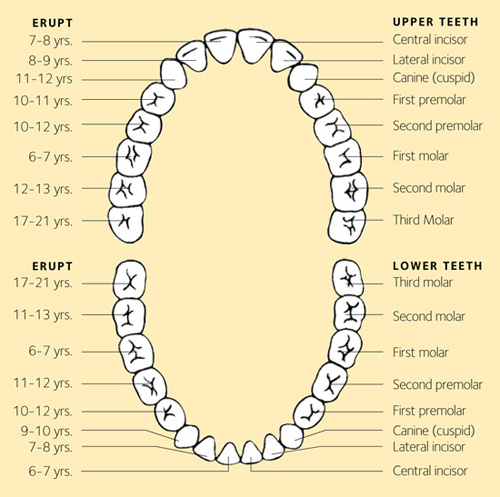 ERUPT UPPER TEETH
7-8 yrs. Central incisor
8-9 yrs. Lateral incisor
11-12 yrs Canine (cuspid)
10-11 yrs. First premolar
10-12 yrs. Second premolar
6-7 yrs. First molar
12-13 yrs. Second molar
17-21 yrs. Third Molar
ERUPT LOWER TEETH
17-21 yrs. Third molar
11-13 yrs. Second molar
6-7 yrs. First molar
11-12 yrs. Second premolar
10-12 yrs. First premolar
9-10 yrs. Canine (cuspid)
7-8 yrs. Lateral incisor
6-7 yrs. Central incisor